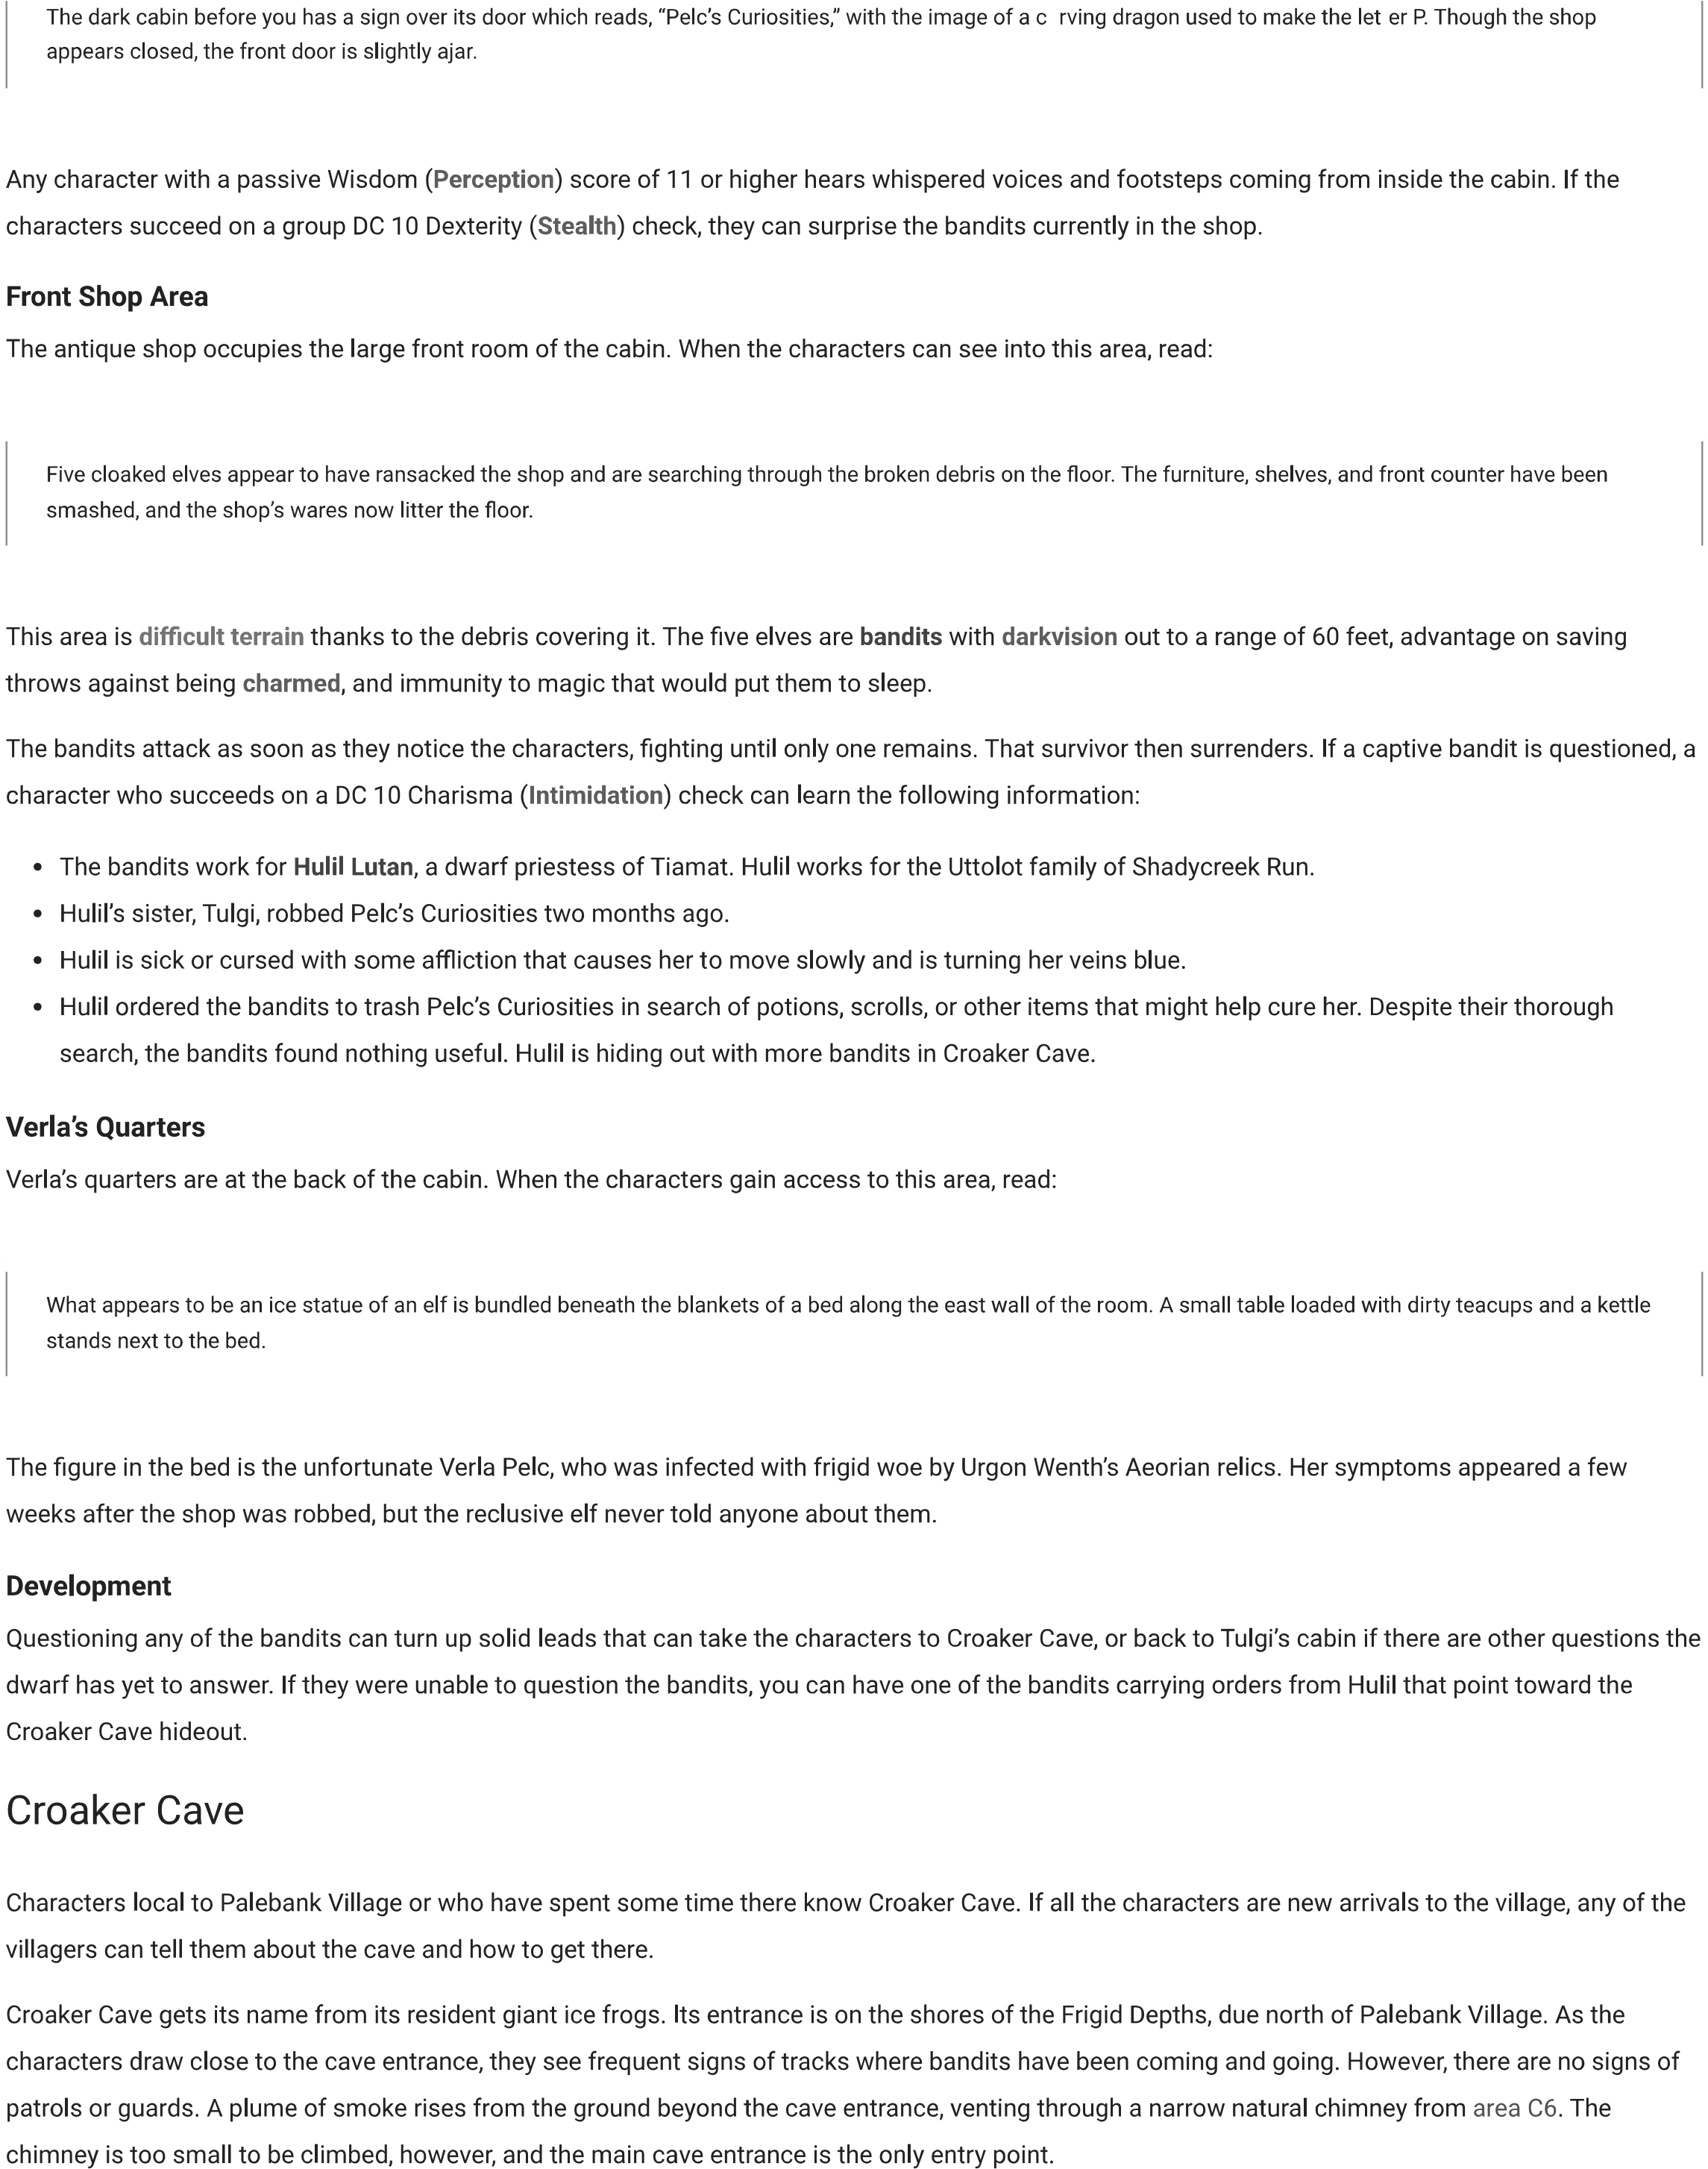 The dark cabin before you has a sign over its door which reads, “Pelc’s Curiosities,” with the image of a c rving dragon used to make the let er P. Though the shop
appears closed, the front door is slightly ajar.
Any character with a passive Wisdom (Perception) score of 11 or higher hears whispered voices and footsteps coming from inside the cabin. If the
characters succeed on a group DC 10 Dexterity (Stealth) check, they can surprise the bandits currently in the shop.
Front Shop Area
The antique shop occupies the large front room of the cabin. When the characters can see into this area, read:
Five cloaked elves appear to have ransacked the shop and are searching through the broken debris on the floor. The furniture, shelves, and front counter have been
smashed, and the shop’s wares now litter the floor.
This area is difficult terrain thanks to the debris covering it. The five elves are bandits with darkvision out to a range of 60 feet, advantage on saving
throws against being charmed, and immunity to magic that would put them to sleep.
The bandits attack as soon as they notice the characters, fighting until only one remains. That survivor then surrenders. If a captive bandit is questioned, a
character who succeeds on a DC 10 Charisma (Intimidation) check can learn the following information:
• The bandits work for Hulil Lutan, a dwarf priestess of Tiamat. Hulil works for the Uttolot family of Shadycreek Run.
• Hulil’s sister, Tulgi, robbed Pelc’s Curiosities two months ago.
• Hulil is sick or cursed with some affliction that causes her to move slowly and is turning her veins blue.
• Hulil ordered the bandits to trash Pelc’s Curiosities in search of potions, scrolls, or other items that might help cure her. Despite their thorough
search, the bandits found nothing useful. Hulil is hiding out with more bandits in Croaker Cave.
Verla’s Quarters
Verla’s quarters are at the back of the cabin. When the characters gain access to this area, read:
What appears to be an ice statue of an elf is bundled beneath the blankets of a bed along the east wall of the room. A small table loaded with dirty teacups and a kettle
stands next to the bed.
The figure in the bed is the unfortunate Verla Pelc, who was infected with frigid woe by Urgon Wenth’s Aeorian relics. Her symptoms appeared a few
weeks after the shop was robbed, but the reclusive elf never told anyone about them.
Development
Questioning any of the bandits can turn up solid leads that can take the characters to Croaker Cave, or back to Tulgi’s cabin if there are other questions the
dwarf has yet to answer. If they were unable to question the bandits, you can have one of the bandits carrying orders from Hulil that point toward the
Croaker Cave hideout.
Croaker Cave
Characters local to Palebank Village or who have spent some time there know Croaker Cave. If all the characters are new arrivals to the village, any of the
villagers can tell them about the cave and how to get there.
Croaker Cave gets its name from its resident giant ice frogs. Its entrance is on the shores of the Frigid Depths, due north of Palebank Village. As the
characters draw close to the cave entrance, they see frequent signs of tracks where bandits have been coming and going. However, there are no signs of
patrols or guards. A plume of smoke rises from the ground beyond the cave entrance, venting through a narrow natural chimney from area C6. The
chimney is too small to be climbed, however, and the main cave entrance is the only entry point.